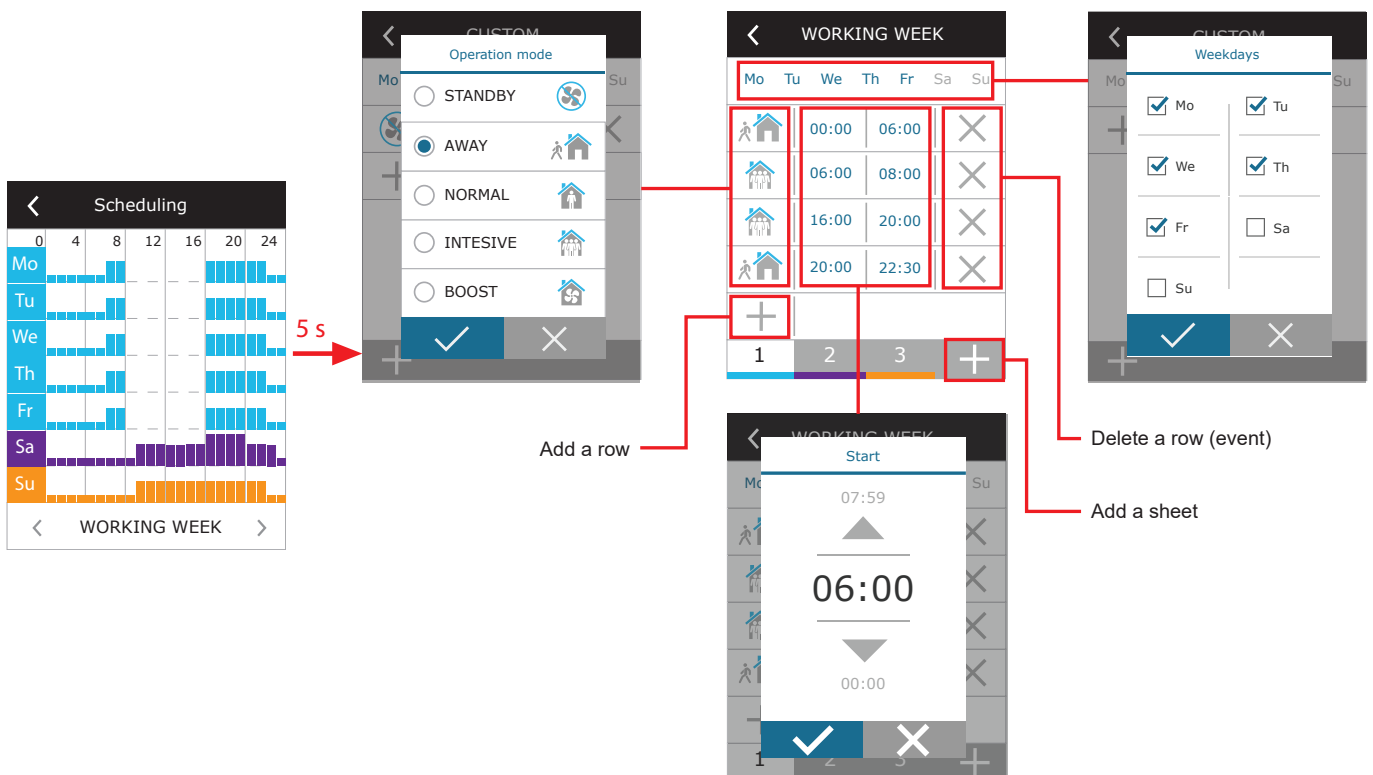 Scheduling
0 4 8 12 16 20 24
Mo
Tu
We
Th
Fr
Sa
Su
WORKING WEEK
5 s
CUSTOM
Mo Su
Operation mode
STANDBY
AWAY
NORMAL
INTESIVE
BOOST
WORKING WEEK
Mo Tu We Th Fr Sa Su
00:00 06:00
06:00 08:00
16:00 20:00
20:00 22:30
1 2 3
Add a row
WORKING WEEK
Mo Su
Start
07:59
06:00
00:00
1 2 3
CUSTOM
Mo Su
Weekdays
Mo Tu
We Th
Fr Sa
Su
Delete a row (event)
Add a sheet